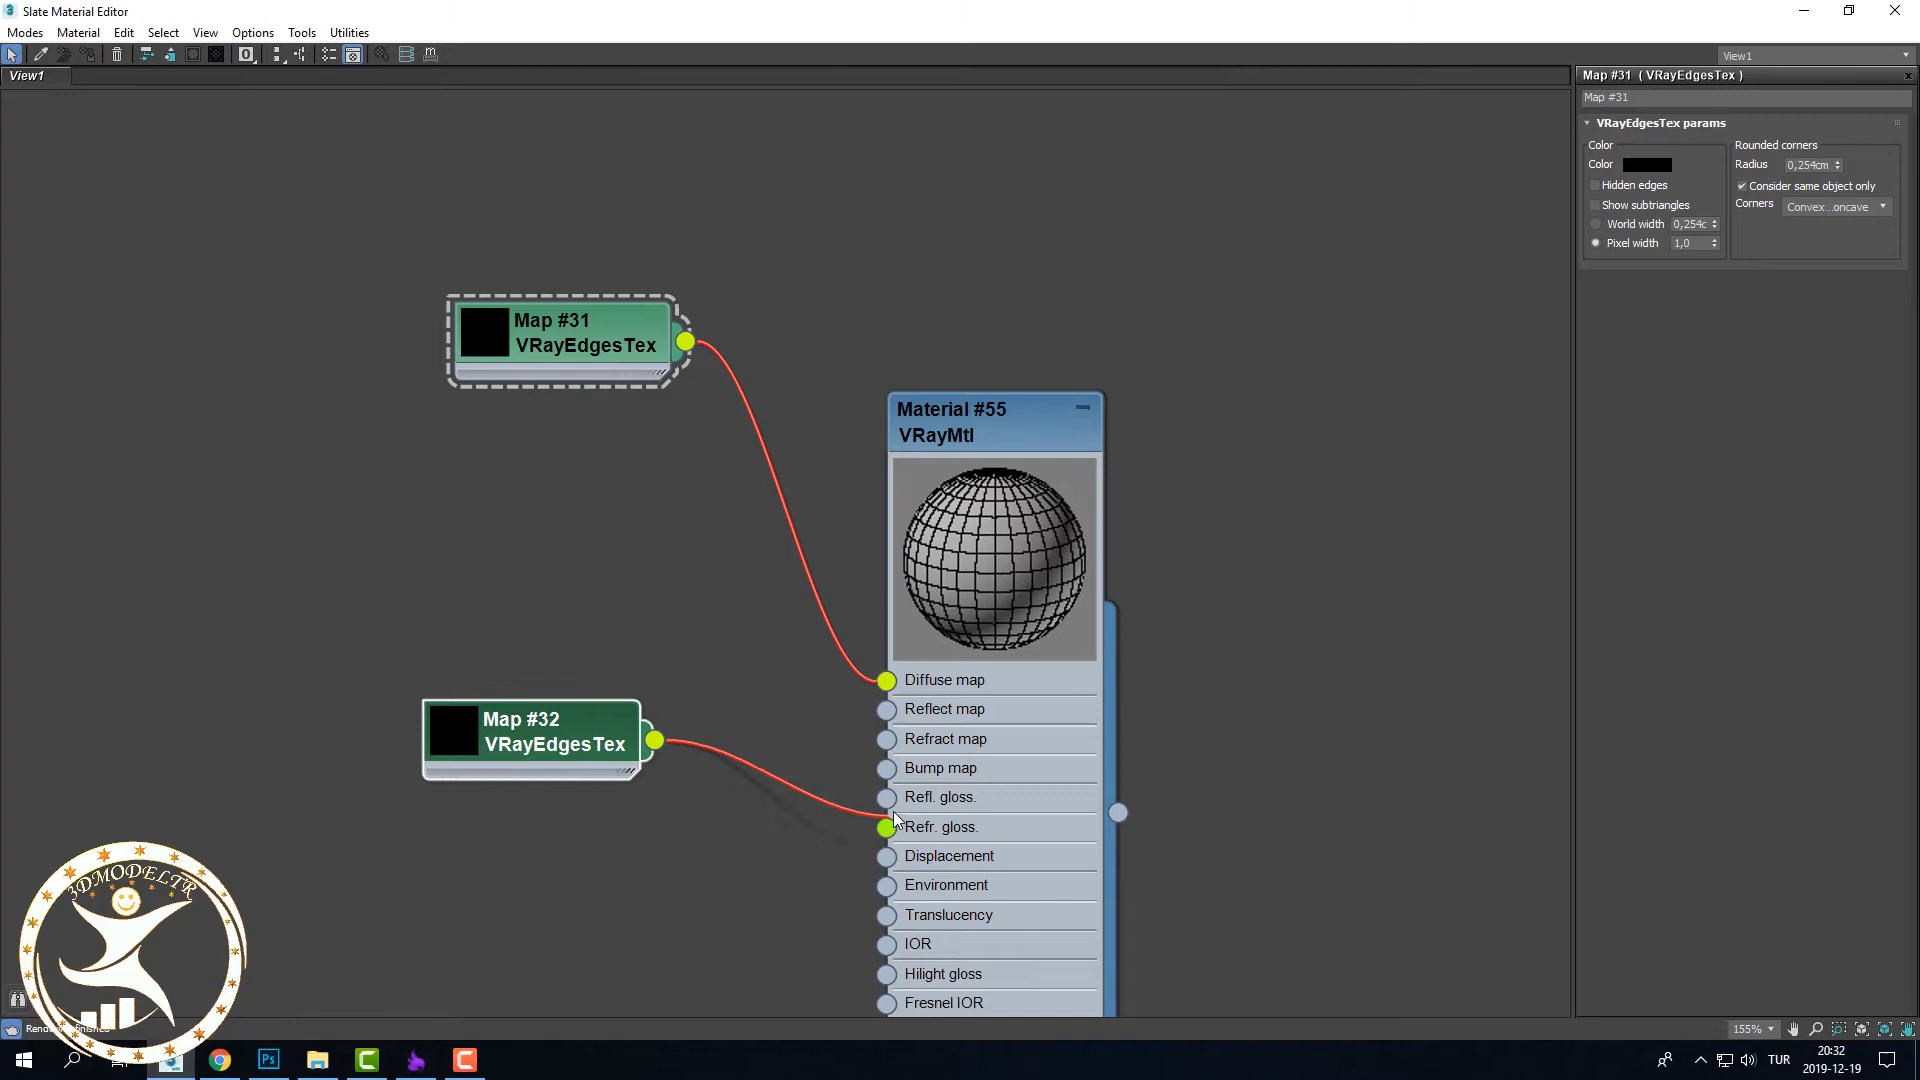 Slate Material Editor
Modes Material Edit Select View Options Tools Utilities
View1
View1
Map #31 ( VRayEdgesTex )
Map #31
VRayEdgesTex params
Color
Color
Hidden edges
Show subtriangles
World width 0,254c
Pixel width 1,0
Rounded corners
Radius 0,254cm
Consider same object only
Corners Convex...oncave
Map #31
VRayEdgesTex
Material #55
VRayMtl
Map #32
VRayEdgesTex
Diffuse map
Reflect map
Refract map
Bump map
Refl. gloss.
Refr. gloss.
Displacement
Environment
Translucency
IOR
Hilight gloss
Fresnel IOR
3DMODELTR
155%
Ps
TUR
20:32
2019-12-19